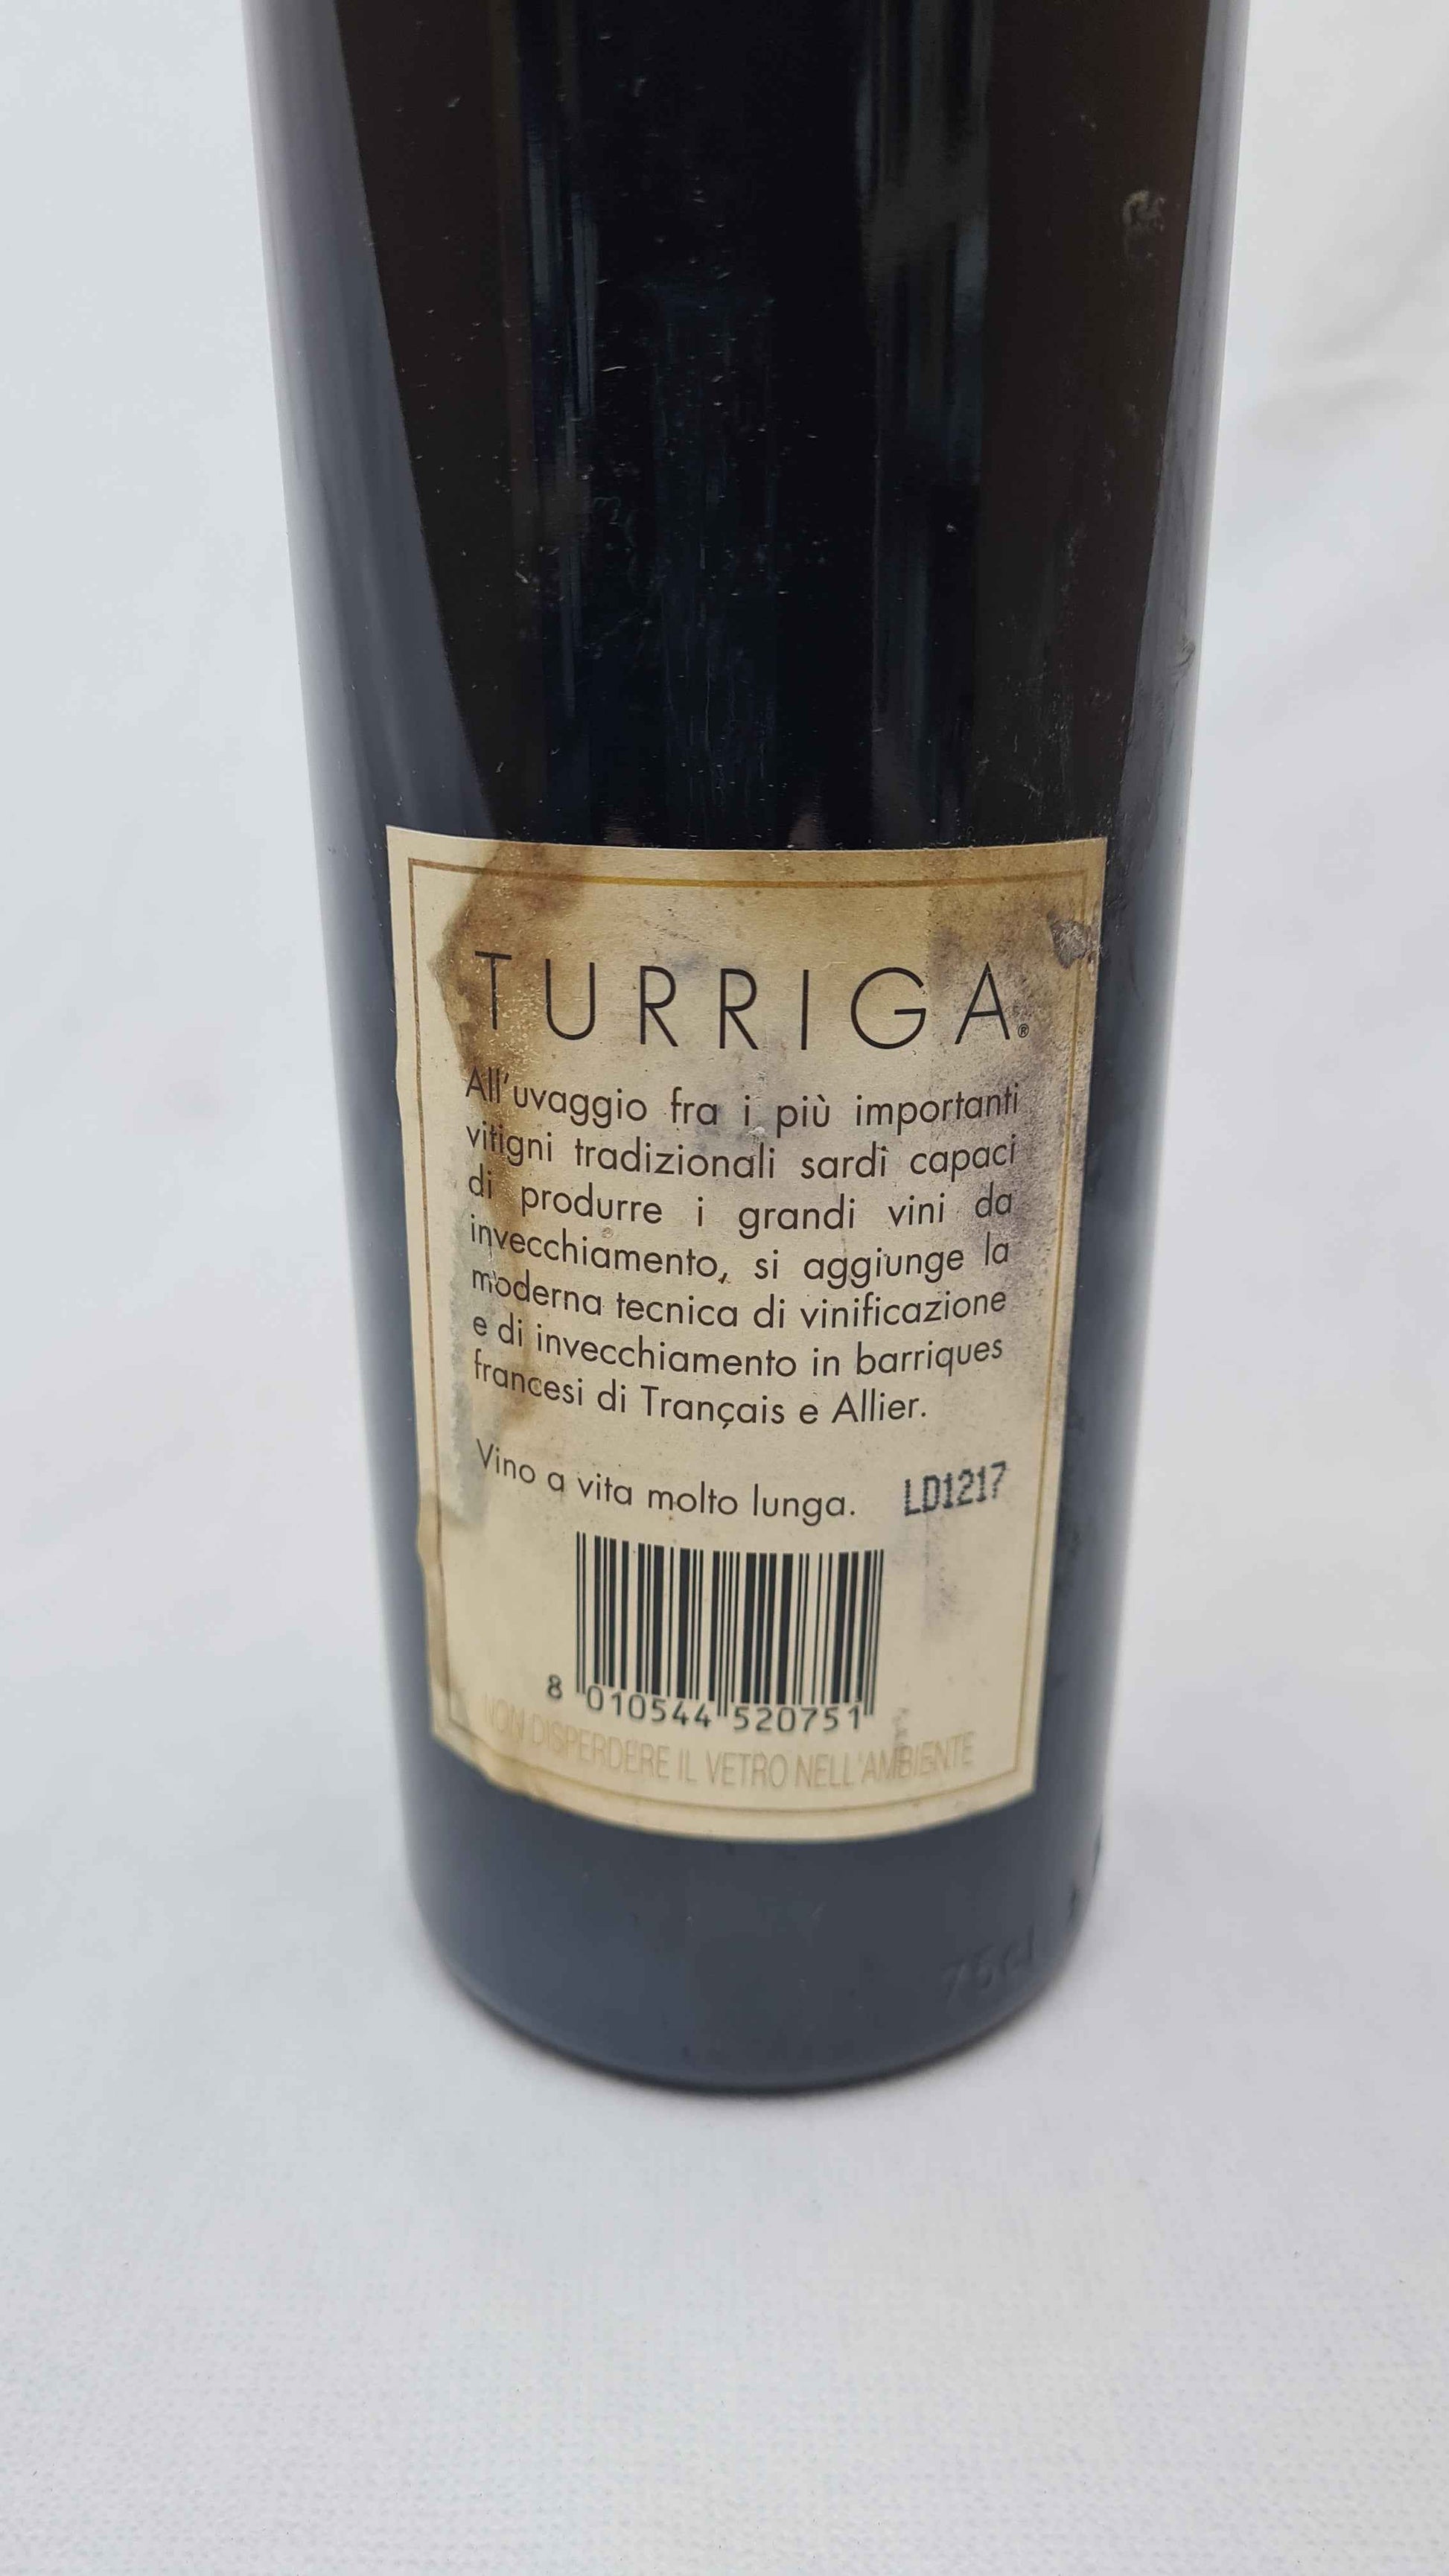 TURRIGA®
All'uvaggio fra i più importanti
vitigni tradizionali sardi capaci
di produrre i grandi vini da
invecchiamento, si aggiunge la
moderna tecnica di vinificazione
e di invecchiamento in barriques
francesi di Trançais e Allier.
Vino a vita molto lunga. LD1217
8 010544 520751
NON DISPERDERE IL VETRO NELL'AMBIENTE
75cl